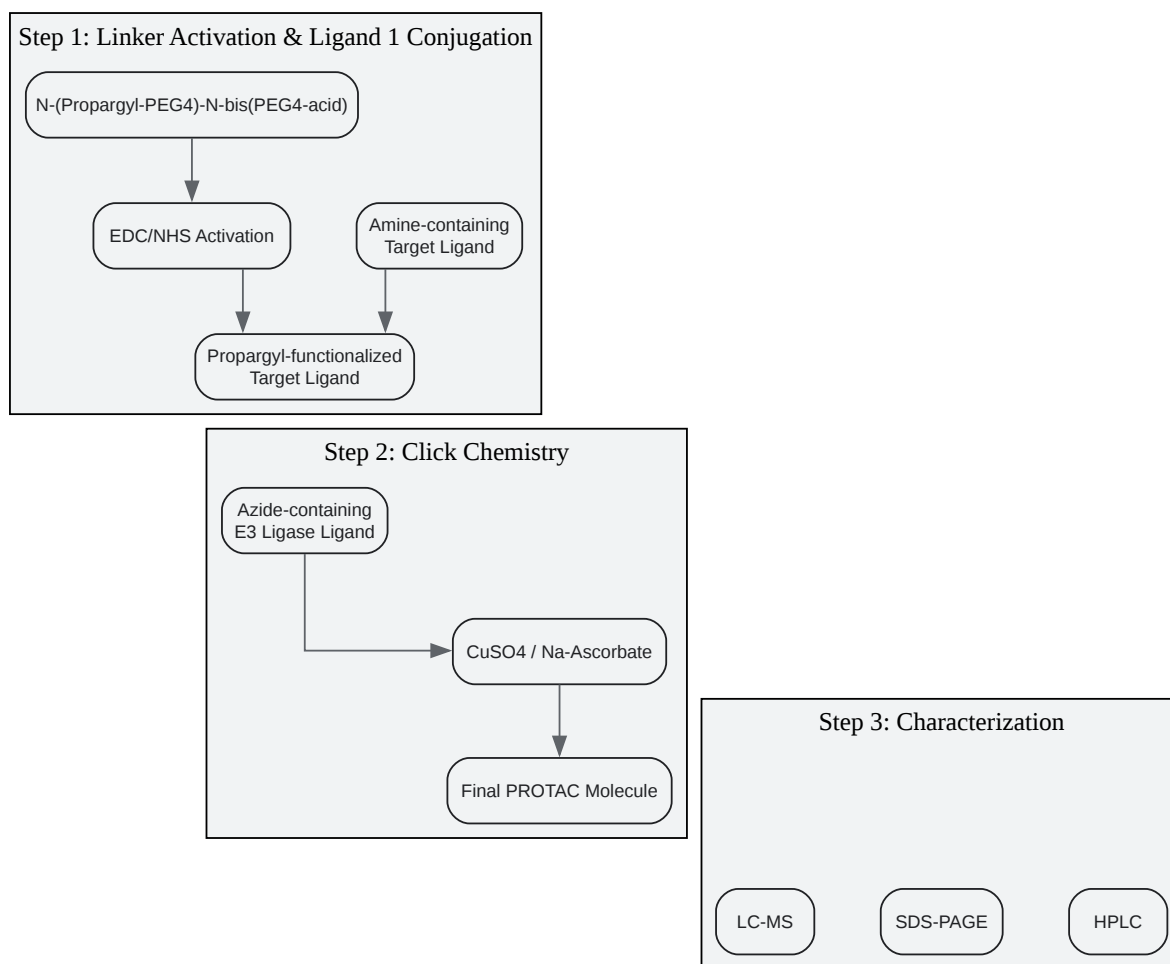 Step 1: Linker Activation & Ligand 1 Conjugation
N-(Propargyl-PEG4)-N-bis(PEG4-acid)
EDC/NHS Activation
Amine-containing
Target Ligand
Propargyl-functionalized
Target Ligand
Step 2: Click Chemistry
Azide-containing
E3 Ligase Ligand
CuSO4 / Na-Ascorbate
Final PROTAC Molecule
Step 3: Characterization
LC-MS
SDS-PAGE
HPLC